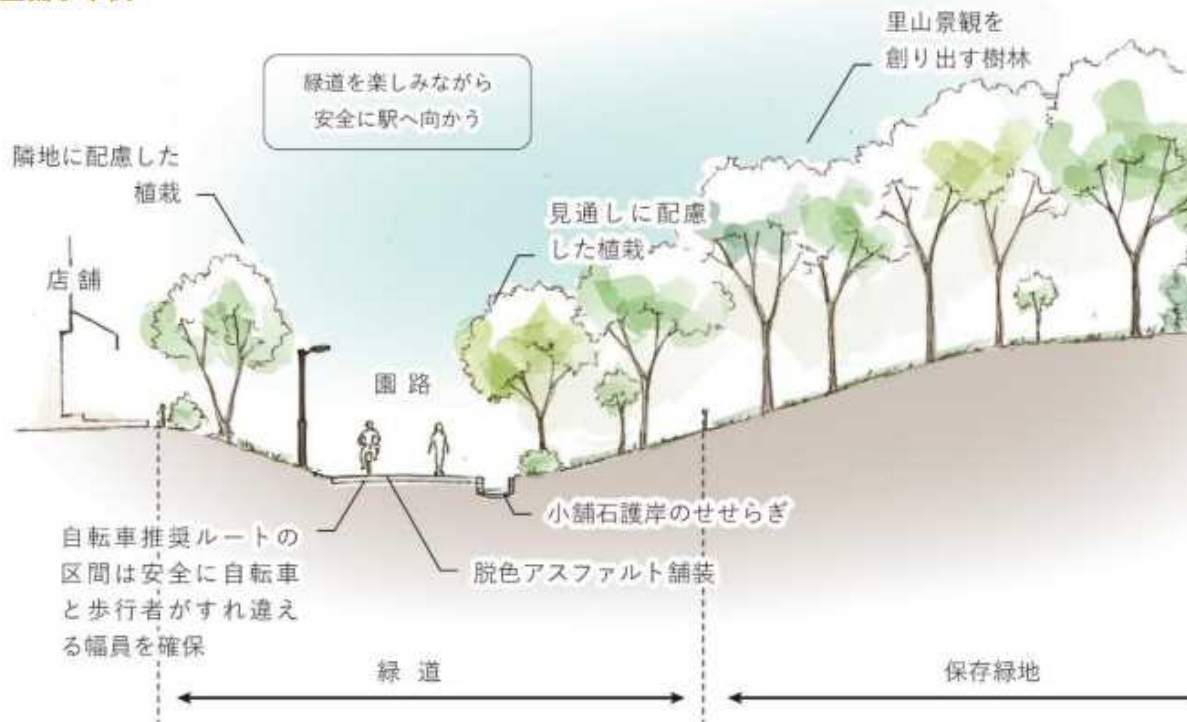 里山景観を
創り出す樹林
緑道を楽しみながら
安全に駅へ向かう
隣地に配慮した
植栽
見通しに配慮
した植栽
店舗
園路
小舗石護岸のせせらぎ
自転車推奨ルートの
区間は安全に自転車
と歩行者がすれ違え
る幅員を確保
脱色アスファルト舗装
緑道
保存緑地